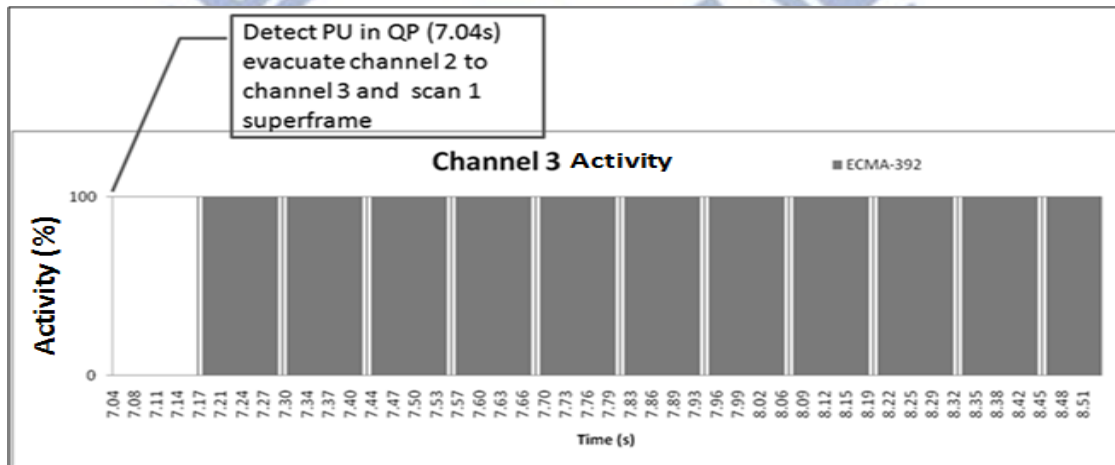 Detect PU in QP (7.04s)
evacuate channel 2 to
channel 3 and scan 1
superframe
Channel 3 Activity
ECMA-392
Activity (%)
100
0
7.04 7.08 7.11 7.14 7.17 7.21 7.24 7.27 7.30 7.34 7.37 7.40 7.44 7.47 7.50 7.53 7.57 7.60 7.63 7.66 7.70 7.73 7.76 7.79 7.83 7.86 7.89 7.93 7.96 7.99 8.02 8.06 8.09 8.12 8.15 8.19 8.22 8.25 8.29 8.32 8.35 8.38 8.42 8.45 8.48 8.51
Time (s)